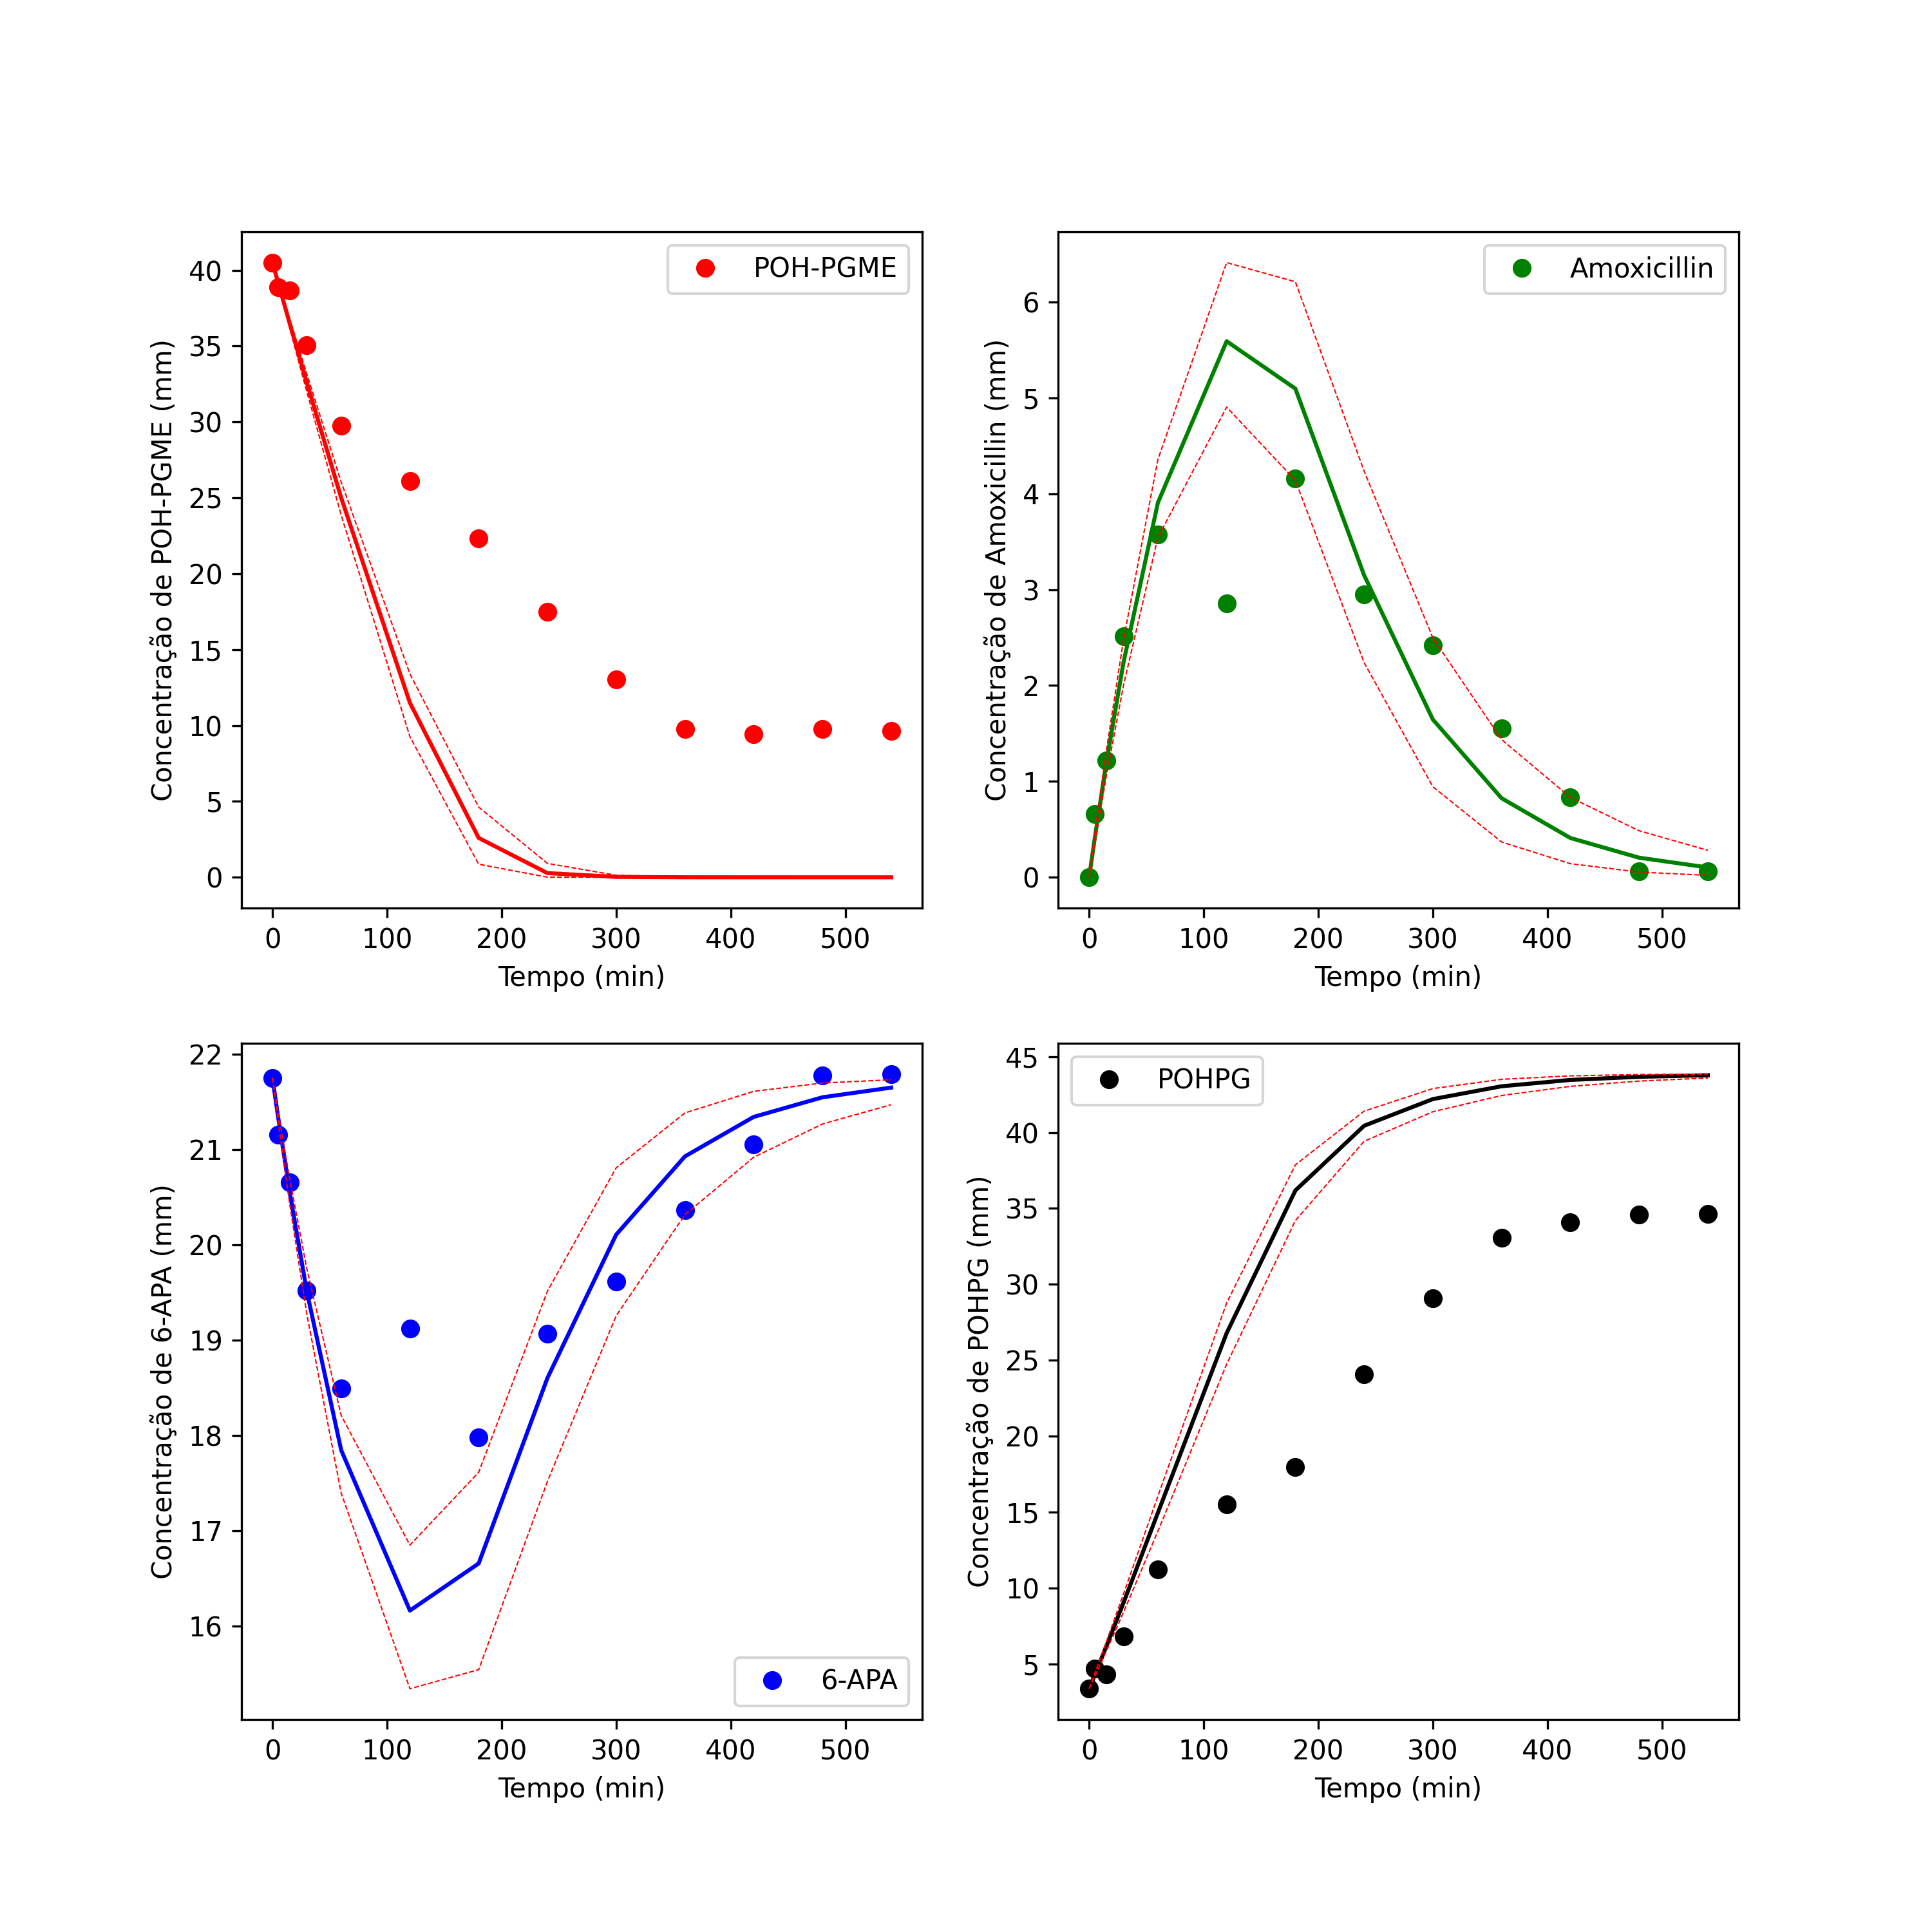 POH-PGME
Concentração de POH-PGME (mm)
40
35
30
25
20
15
10
5
0
0 100 200 300 400 500
Tempo (min)
Amoxicillin
Concentração de Amoxicillin (mm)
6
5
4
3
2
1
0
0 100 200 300 400 500
Tempo (min)
Concentração de 6-APA (mm)
22
21
20
19
18
17
16
6-APA
0 100 200 300 400 500
Tempo (min)
POHPG
Concentração de POHPG (mm)
45
40
35
30
25
20
15
10
5
0 100 200 300 400 500
Tempo (min)